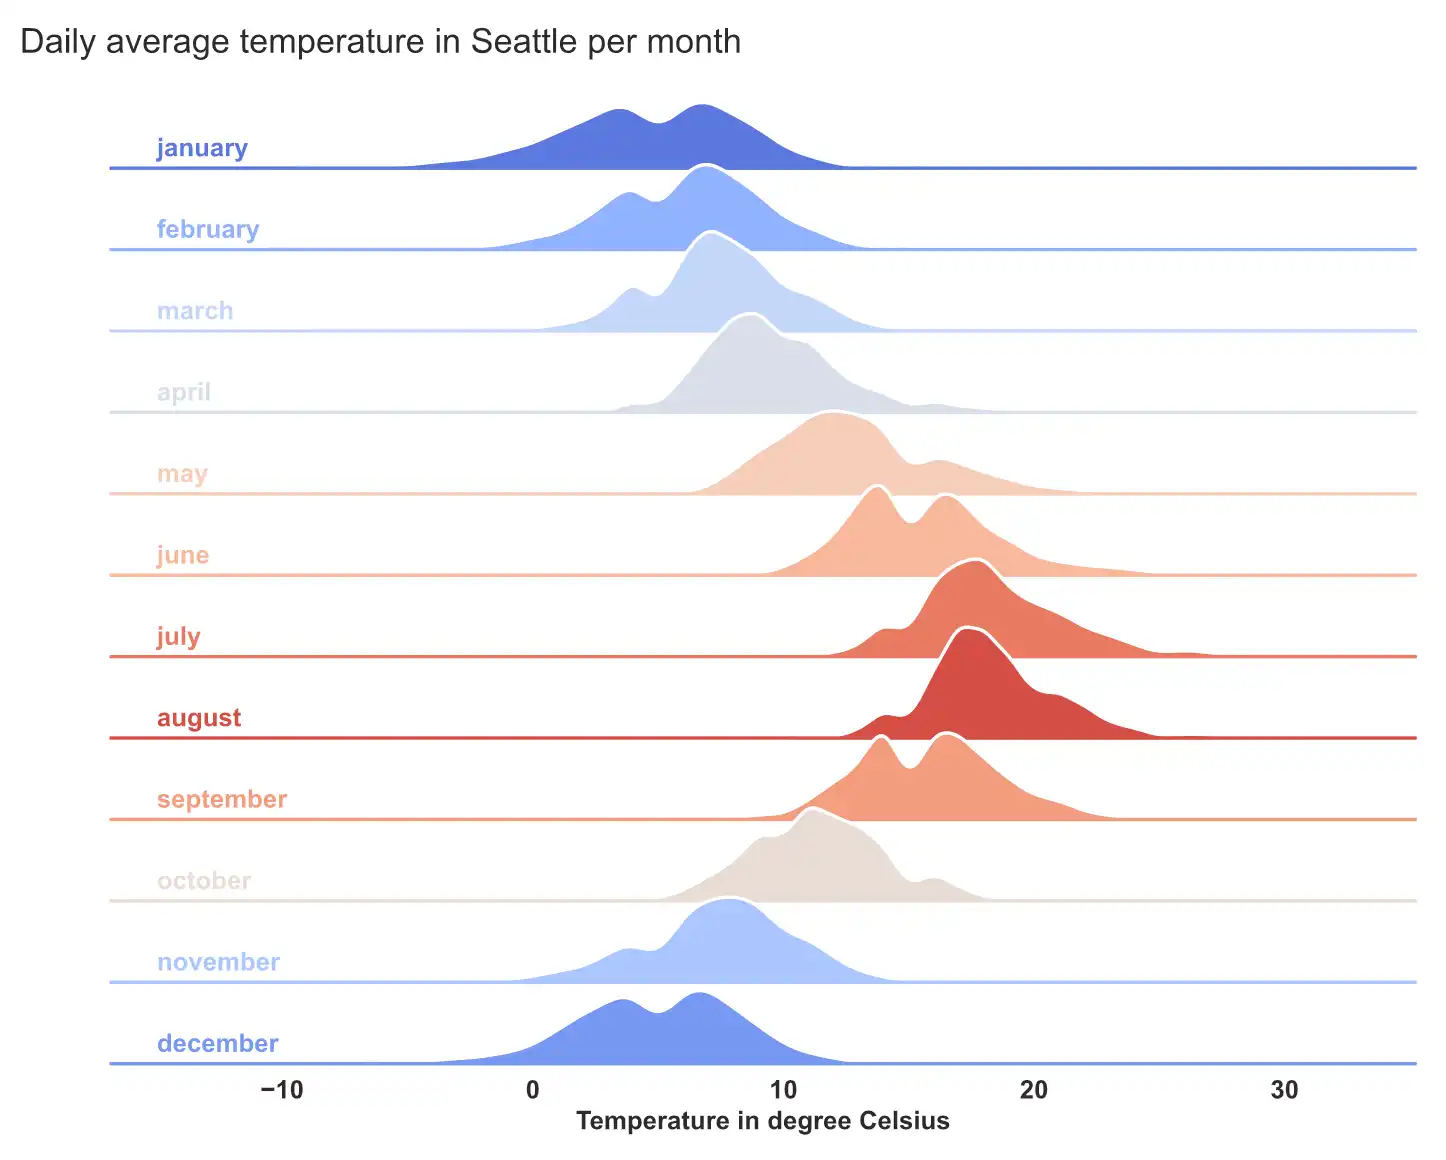 Daily average temperature in Seattle per month
january
february
march
april
may
june
july
august
september
october
november
december
−10 0 10 20 30
Temperature in degree Celsius